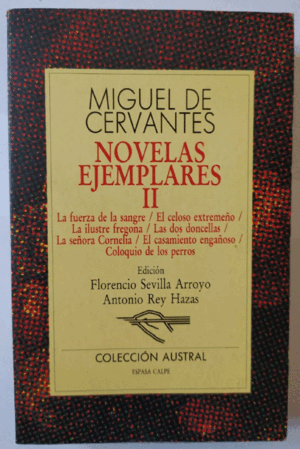 MIGUEL DE
CERVANTES
NOVELAS
EJEMPLARES
II
La fuerza de la sangre / El celoso extremeño /
La ilustre fregona / Las dos doncellas /
La señora Cornelia / El casamiento engañoso /
Coloquio de los perros
Edición
Florencio Sevilla Arroyo
Antonio Rey Hazas
COLECCIÓN AUSTRAL
ESPASA CALPE